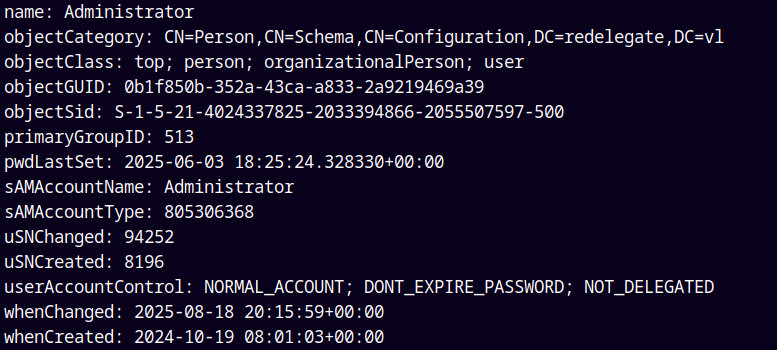 name: Administrator
objectCategory: CN=Person,CN=Schema,CN=Configuration,DC=redelegate,DC=vl
objectClass: top; person; organizationalPerson; user
objectGUID: 0b1f850b-352a-43ca-a833-2a9219469a39
objectSid: S-1-5-21-4024337825-2033394866-2055507597-500
primaryGroupID: 513
pwdLastSet: 2025-06-03 18:25:24.328330+00:00
sAMAccountName: Administrator
sAMAccountType: 805306368
uSNChanged: 94252
uSNCreated: 8196
userAccountControl: NORMAL_ACCOUNT; DONT_EXPIRE_PASSWORD; NOT_DELEGATED
whenChanged: 2025-08-18 20:15:59+00:00
whenCreated: 2024-10-19 08:01:03+00:00